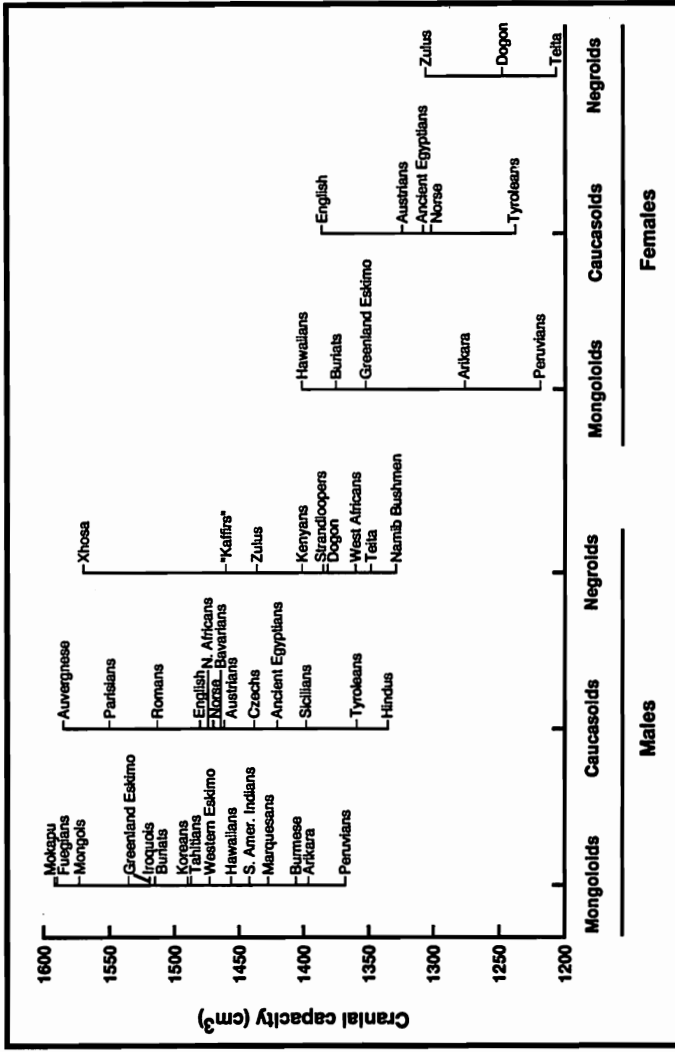 Cranial capacity (cm³)
1600
1550
1500
1450
1400
1350
1300
1250
1200
Mokapu
Fuegians
Mongols
Greenland Eskimo
Iroquois
Buriats
Koreans
Tahitians
Western Eskimo
Hawaiians
S. Amer. Indians
Marquesans
Burmese
Arikara
Peruvians
Auvergnese
Parisians
Romans
English
N. Africans
Norse
Bavarians
Austrians
Czechs
Ancient Egyptians
Sicilians
Tyroleans
Hindus
Xhosa
"Kaffirs"
Zulus
Kenyans
Strandloopers
Dogon
West Africans
Teita
Namib Bushmen
Hawaiians
Buriats
Greenland Eskimo
Arikara
Peruvians
English
Austrians
Ancient Egyptians
Norse
Tyroleans
Zulus
Dogon
Teita
Mongoloids
Caucasoids
Negroids
Mongoloids
Caucasoids
Negroids
Males
Females